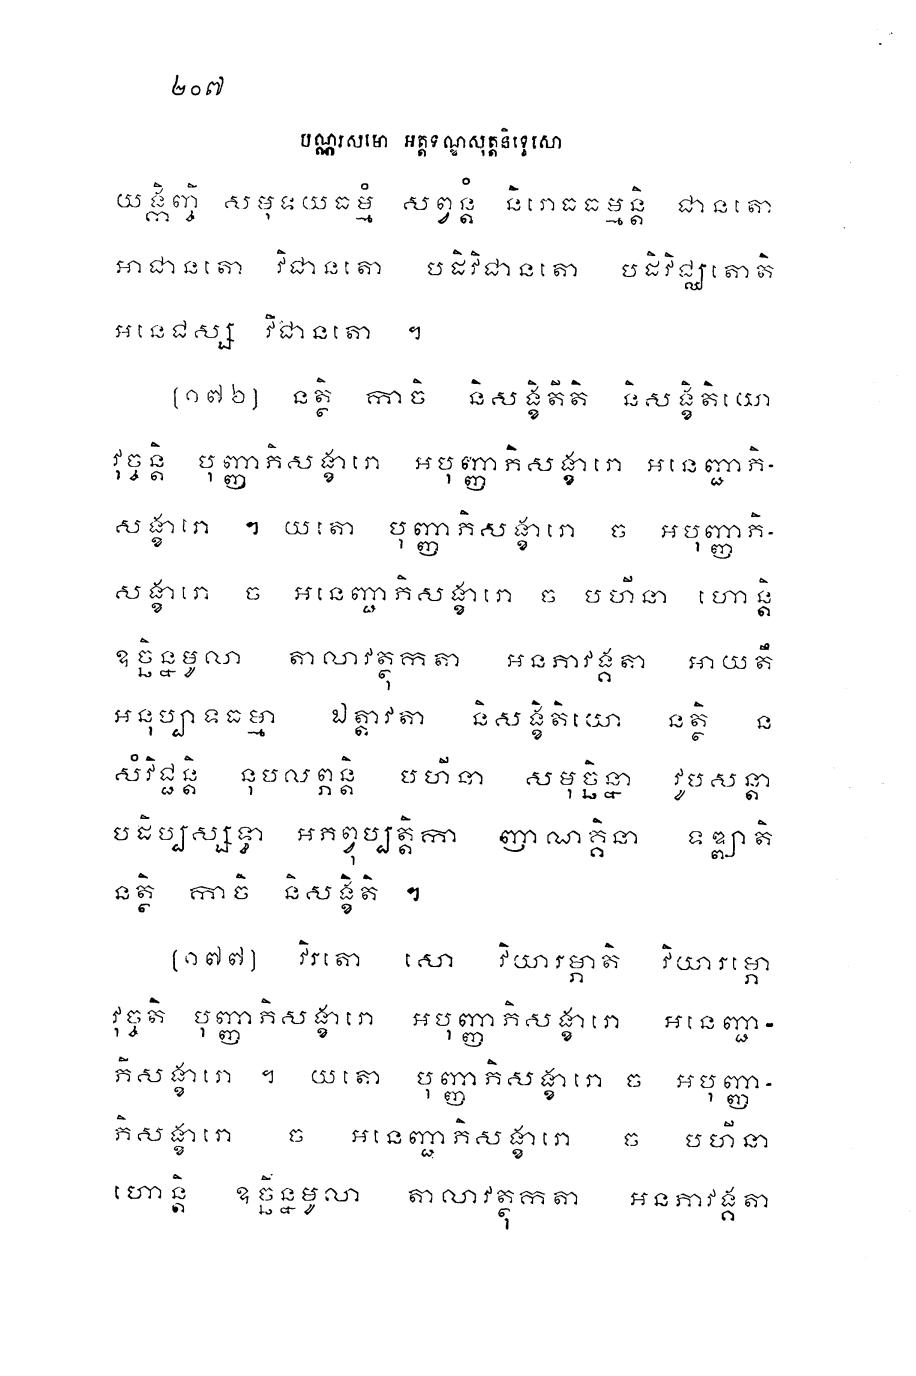 ២០៧
បណ្ណរសមោ អត្តទណ្ឌសុត្តនិទ្ទេសោ
យង្កិញ្ចិ សមុទយធម្មំ សព្វន្តំ និរោធធម្មន្តិ ជានតោ
អាជានតោ វិជានតោ បដិវិជានតោ បដិវិជ្ឈតោតិ
អនេជស្ស វិជានតោ ។
(១៧៦) នត្ថិ កាចិ និសង្ខិតីតិ និសង្ខិតិយោ
វុច្ចន្តិ បុញ្ញាភិសង្ខារោ អបុញ្ញាភិសង្ខារោ អនេញ្ជាភិ-
សង្ខារោ ។ យតោ បុញ្ញាភិសង្ខារោ ច អបុញ្ញាភិ-
សង្ខារោ ច អនេញ្ជាភិសង្ខារោ ច បហីនា ហោន្តិ
ឧច្ឆិន្នមូលា តាលាវត្ថុកតា អនភាវង្គតា អាយតឹ
អនុប្បាទធម្មា ឯត្តាវតា និសង្ខិតិយោ នត្ថិ ន
សំវិជ្ជន្តិ នុបលព្ភន្តិ បហីនា សមុច្ឆិន្នា វូបសន្តា
បដិប្បស្សទ្ធា អភព្វុប្បត្តិកា ញាណគ្គិនា ទឌ្ឍាតិ
នត្ថិ កាចិ និសង្ខិតិ ។
(១៧៧) វិរតោ សោ វិយារម្ភាតិ វិយារម្ភោ
វុច្ចតិ បុញ្ញាភិសង្ខារោ អបុញ្ញាភិសង្ខារោ អនេញ្ជា-
ភិសង្ខារោ ។ យតោ បុញ្ញាភិសង្ខារោ ច អបុញ្ញា-
ភិសង្ខារោ ច អនេញ្ជាភិសង្ខារោ ច បហីនា
ហោន្តិ ឧច្ឆិន្នមូលា តាលាវត្ថុកតា អនភាវង្គតា